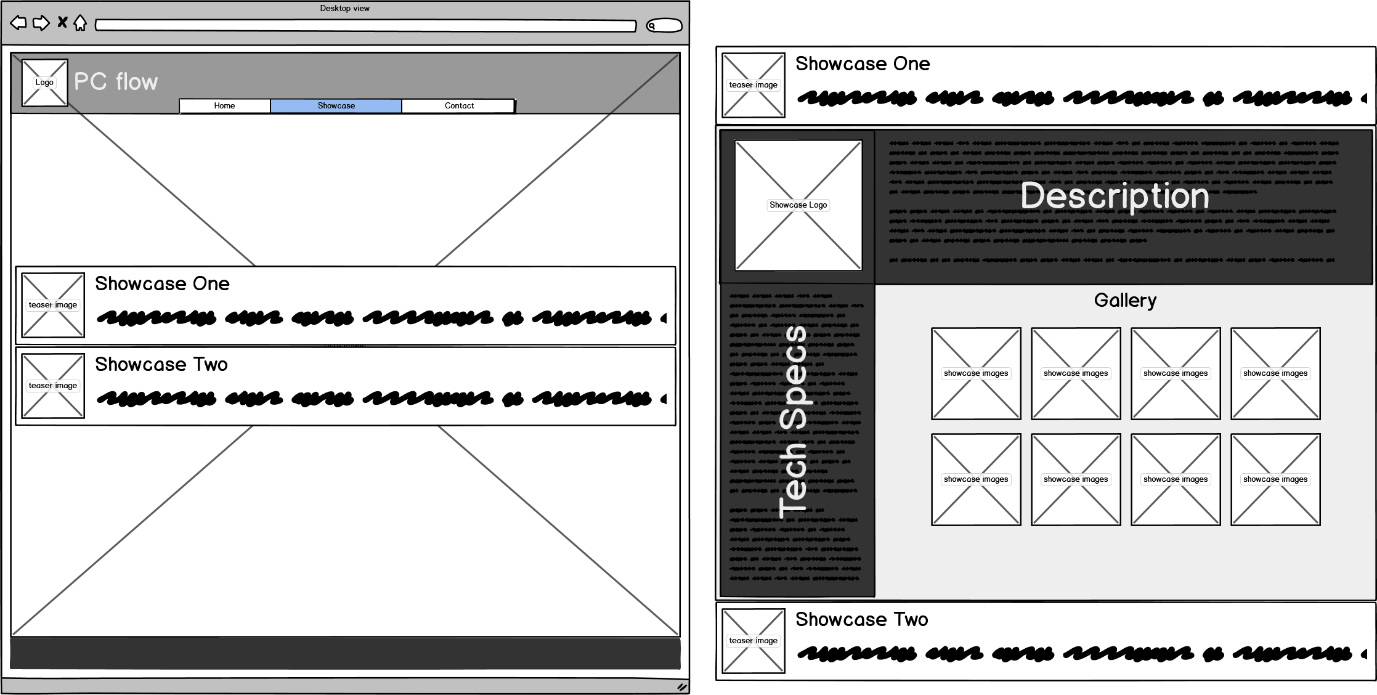 Desktop view
Logo
PC flow
Home
Showcase
Contact
Showcase One
teaser image
Showcase Two
teaser image
Showcase One
teaser image
Showcase Logo
Description
Tech Specs
Gallery
showcase images
showcase images
showcase images
showcase images
showcase images
showcase images
showcase images
showcase images
Showcase Two
teaser image